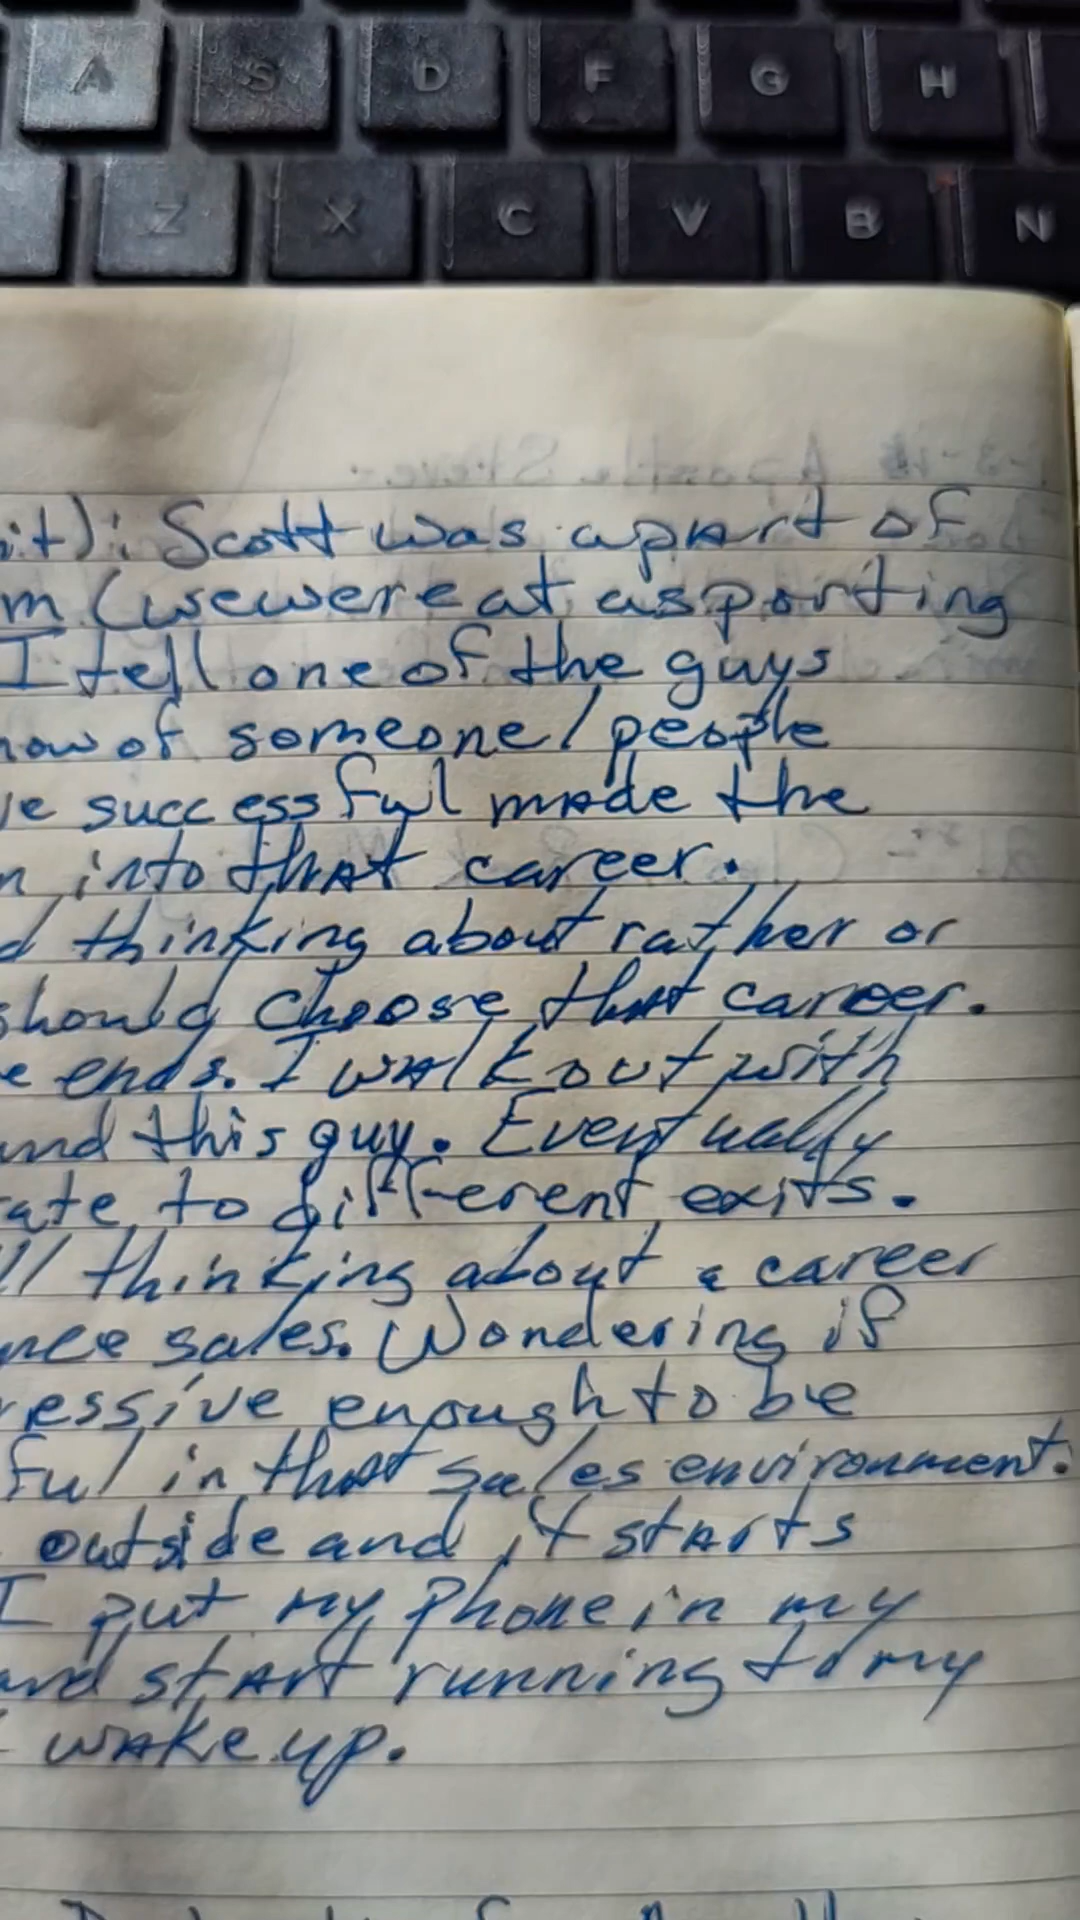 A S D F G H
Z X C V B N
it): Scott was apart of
m (wewere at asporting
I tell one of the guys
now of someone/people
ve successful made the
n into that career.
d thinking about rather or
should choose that career.
e ends. I walk out with
and this guy. Eventually
ate to different exits.
ll thinking about a career
nce sales. Wondering if
ressive enough to be
ful in that sales environment.
outside and it starts
I put my phone in my
and start running to my
wake up.